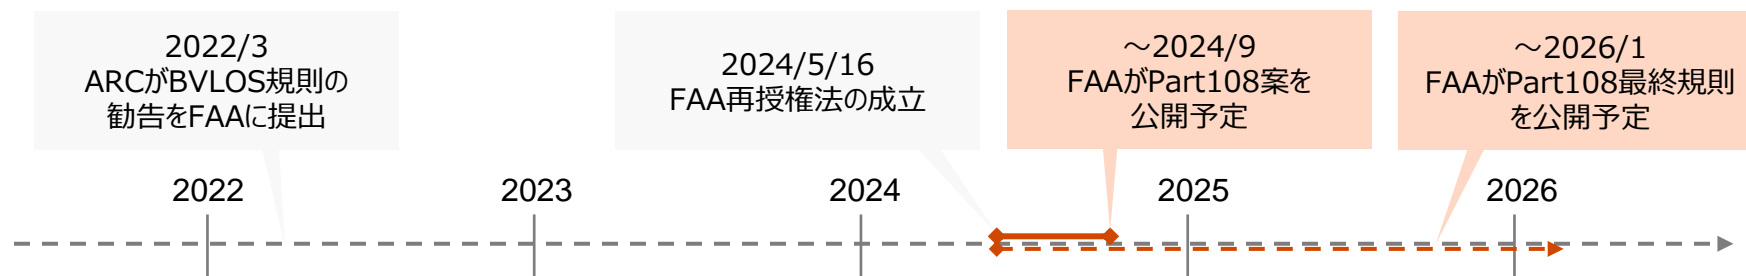 2022/3
ARCがBVLOS規則の
勧告をFAAに提出
2024/5/16
FAA再授権法の成立
～2024/9
FAAがPart108案を
公開予定
～2026/1
FAAがPart108最終規則
を公開予定
2022
2023
2024
2025
2026